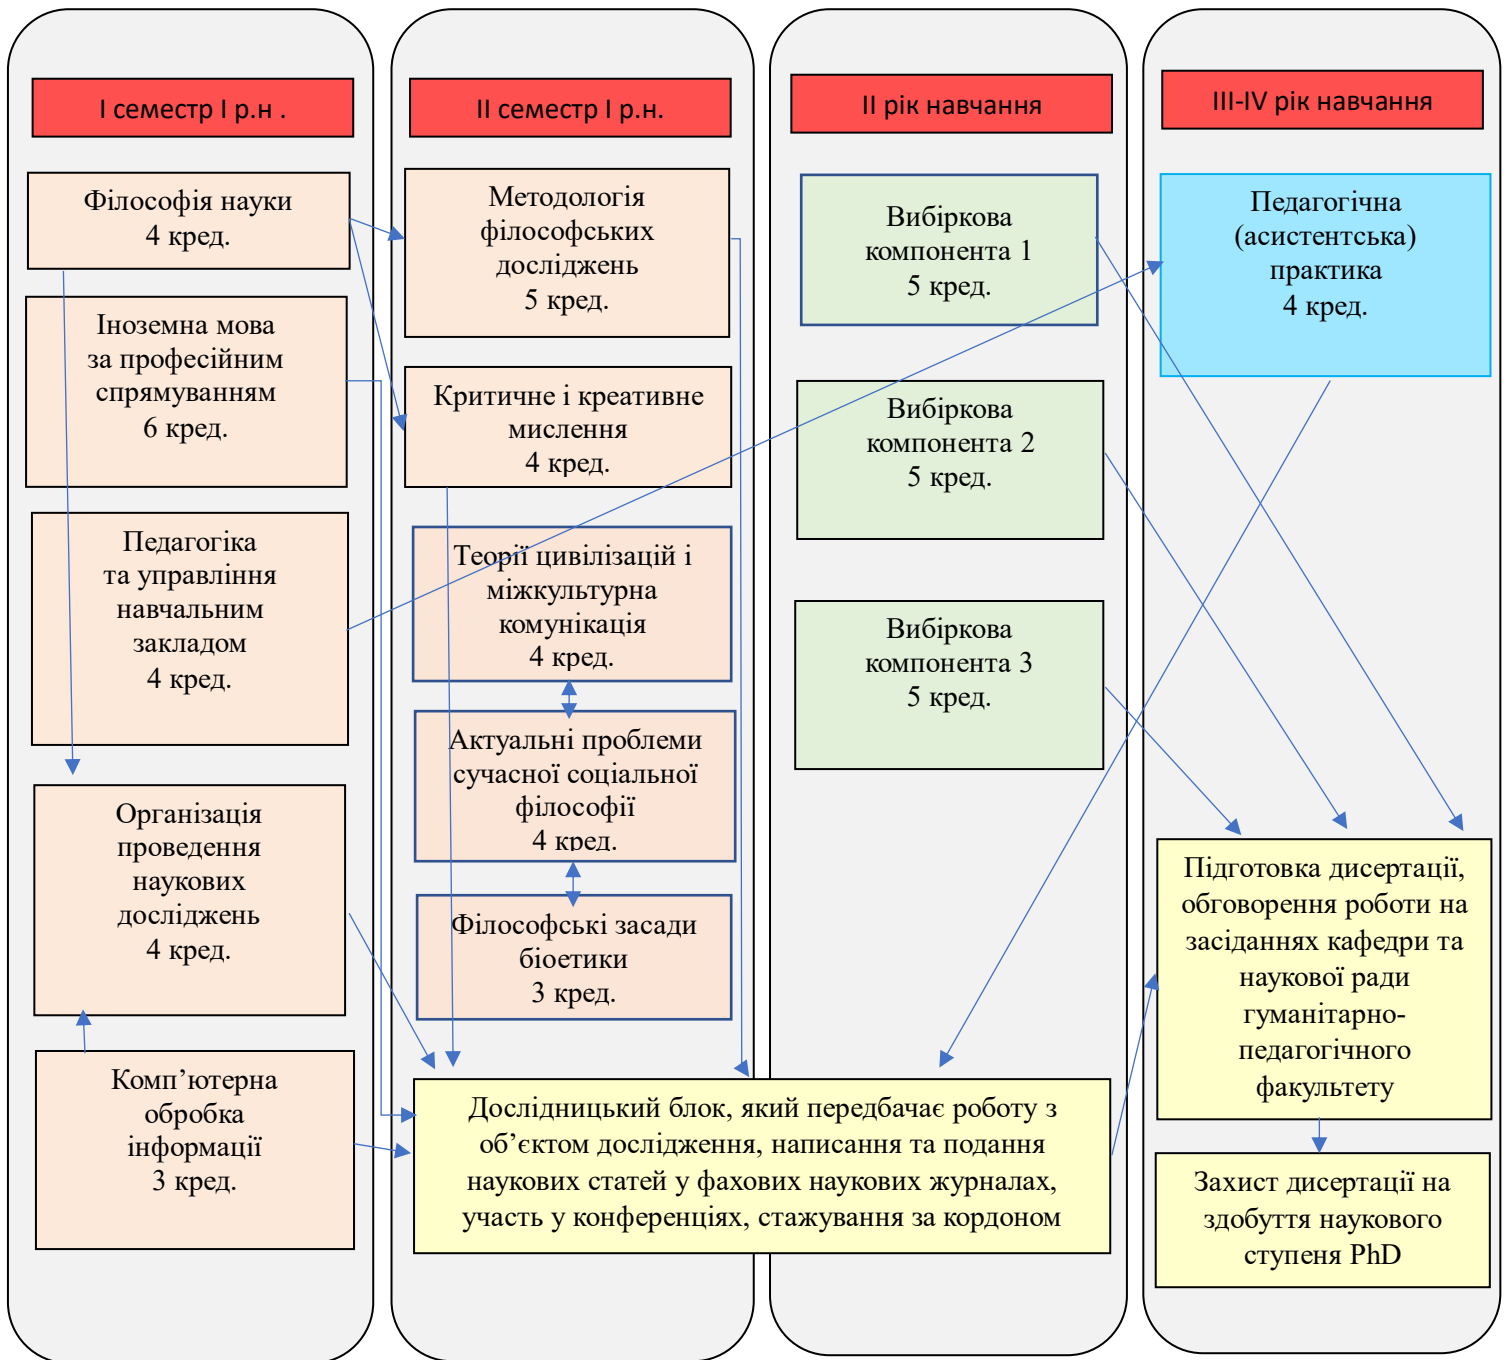 І семестр І р.н .
Філософія науки
4 кред.
Іноземна мова
за професійним
спрямуванням
6 кред.
Педагогіка
та управління
навчальним
закладом
4 кред.
Організація
проведення
наукових
досліджень
4 кред.
Комп’ютерна
обробка
інформації
3 кред.
ІІ семестр І р.н.
Методологія
філософських
досліджень
5 кред.
Критичне і креативне
мислення
4 кред.
Теорії цивілізацій і
міжкультурна
комунікація
4 кред.
Актуальні проблеми
сучасної соціальної
філософії
4 кред.
Філософські засади
біоетики
3 кред.
Дослідницький блок, який передбачає роботу з
об’єктом дослідження, написання та подання
наукових статей у фахових наукових журналах,
участь у конференціях, стажування за кордоном
ІІ рік навчання
Вибіркова
компонента 1
5 кред.
Вибіркова
компонента 2
5 кред.
Вибіркова
компонента 3
5 кред.
ІІІ-ІV рік навчання
Педагогічна
(асистентська)
практика
4 кред.
Підготовка дисертації,
обговорення роботи на
засіданнях кафедри та
наукової ради
гуманітарно-
педагогічного
факультету
Захист дисертації на
здобуття наукового
ступеня PhD